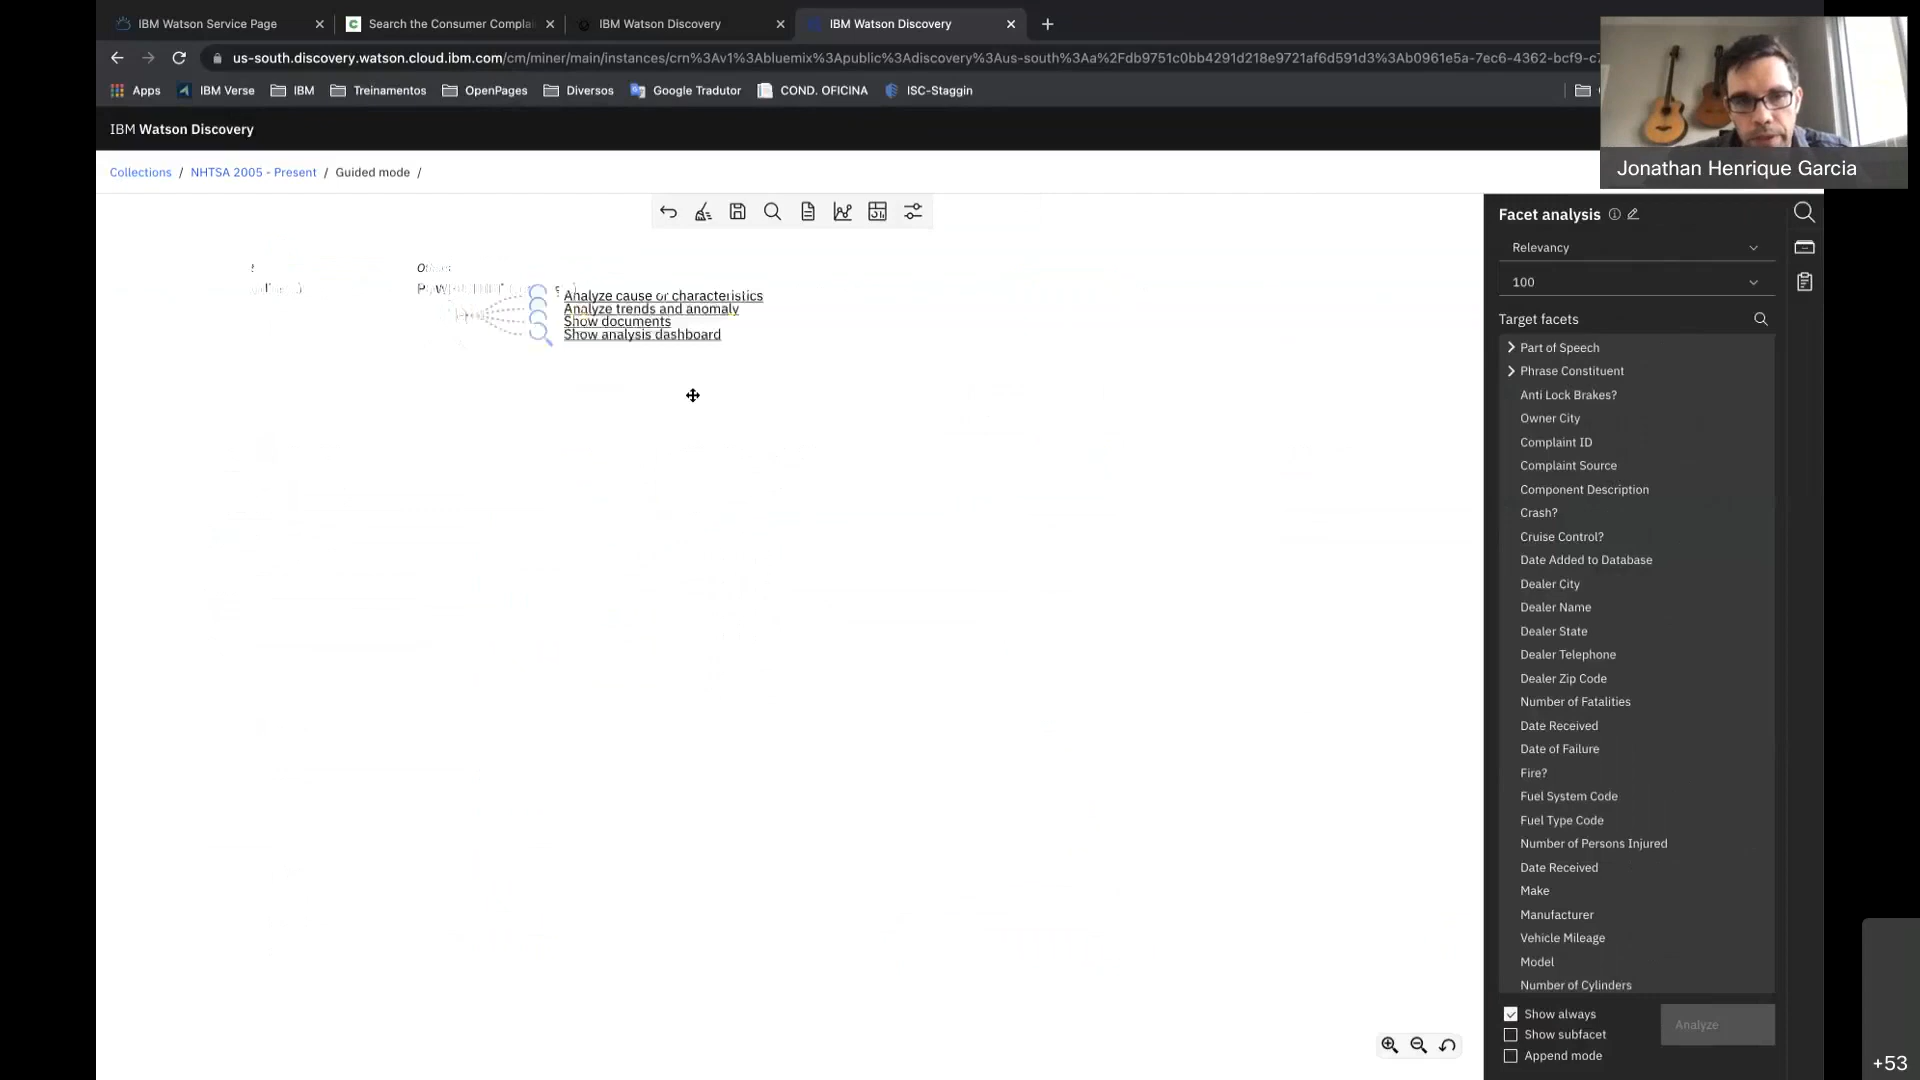 IBM Watson Service Page
Search the Consumer Complai
IBM Watson Discovery
IBM Watson Discovery
us-south.discovery.watson.cloud.ibm.com/cm/miner/main/instances/crn%3Av1%3Abluemix%3Apublic%3Adiscovery%3Aus-south%3Aa%2Fdb9751c0bb4291d218e9721af6d591d3%3Ab0961e5a-7ec6-4362-bcf9-c7
Apps
IBM Verse
IBM
Treinamentos
OpenPages
Diversos
Google Tradutor
COND. OFICINA
ISC-Staggin
IBM Watson Discovery
Jonathan Henrique Garcia
Collections / NHTSA 2005 - Present / Guided mode /
Analyze cause or characteristics
Analyze trends and anomaly
Show documents
Show analysis dashboard
Facet analysis
Relevancy
100
Target facets
Part of Speech
Phrase Constituent
Anti Lock Brakes?
Owner City
Complaint ID
Complaint Source
Component Description
Crash?
Cruise Control?
Date Added to Database
Dealer City
Dealer Name
Dealer State
Dealer Telephone
Dealer Zip Code
Number of Fatalities
Date Received
Date of Failure
Fire?
Fuel System Code
Fuel Type Code
Number of Persons Injured
Date Received
Make
Manufacturer
Vehicle Mileage
Model
Number of Cylinders
Show always
Show subfacet
Append mode
Analyze
+53